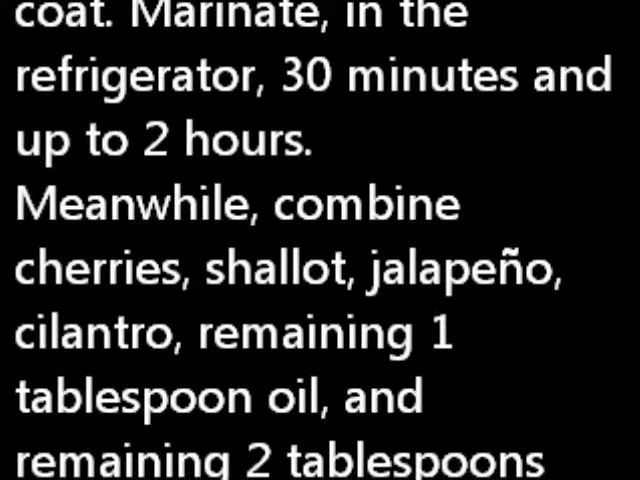 coat. Marinate, in the
refrigerator, 30 minutes and
up to 2 hours.
Meanwhile, combine
cherries, shallot, jalapeño,
cilantro, remaining 1
tablespoon oil, and
remaining 2 tablespoons